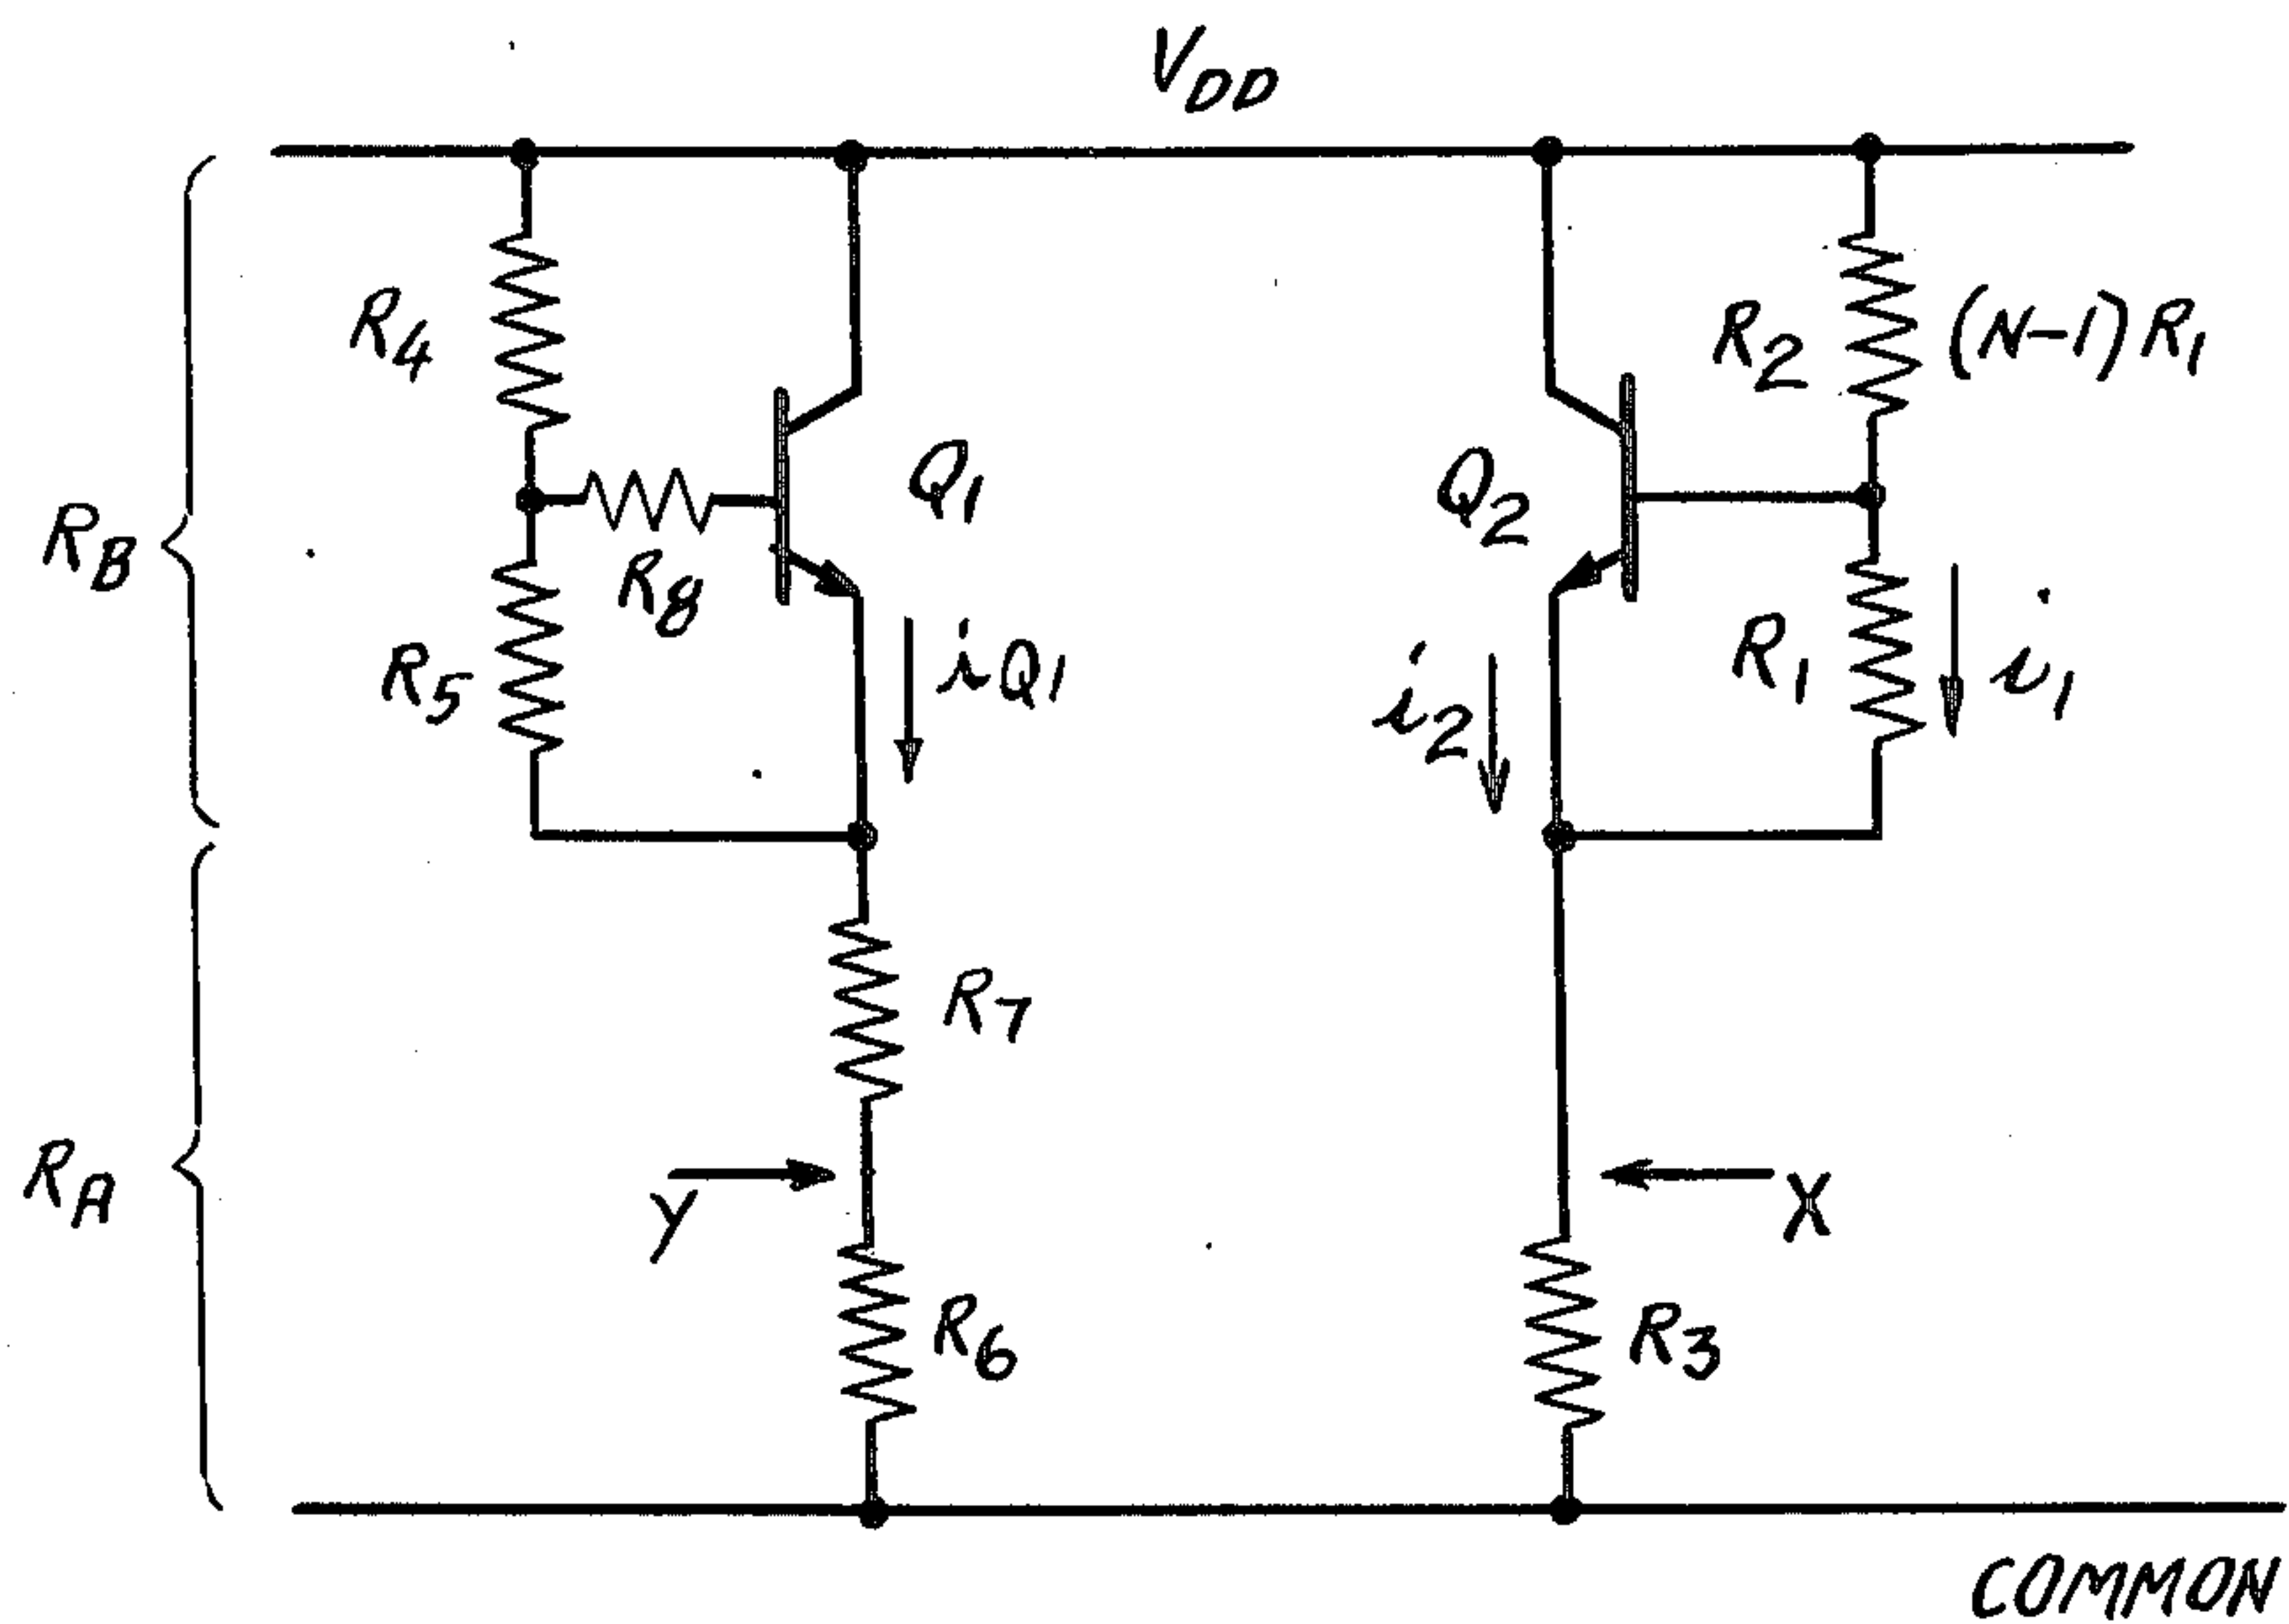 VDD
R4
R2
(N-1)R1
Q1
Q2
RB
R8
R5
iQ1
i2
R1
i1
R7
RA
Y
X
R6
R3
COMMON